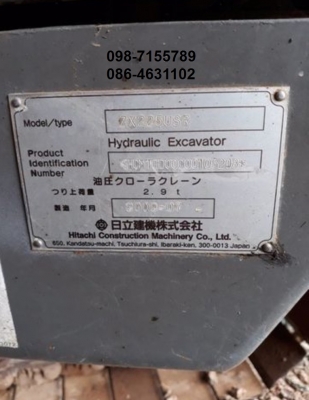 098-7155789
086-4631102
Model/type
Hydraulic Excavator
Product
Identification
Number
油圧クローラクレーン
つり上荷重 2.9t
製造 年月
日立建機株式会社
Hitachi Construction Machinery Co., Ltd.
650, Kandatsu-machi, Tsuchiura-shi, Ibaraki-ken, 300-0013 Japan